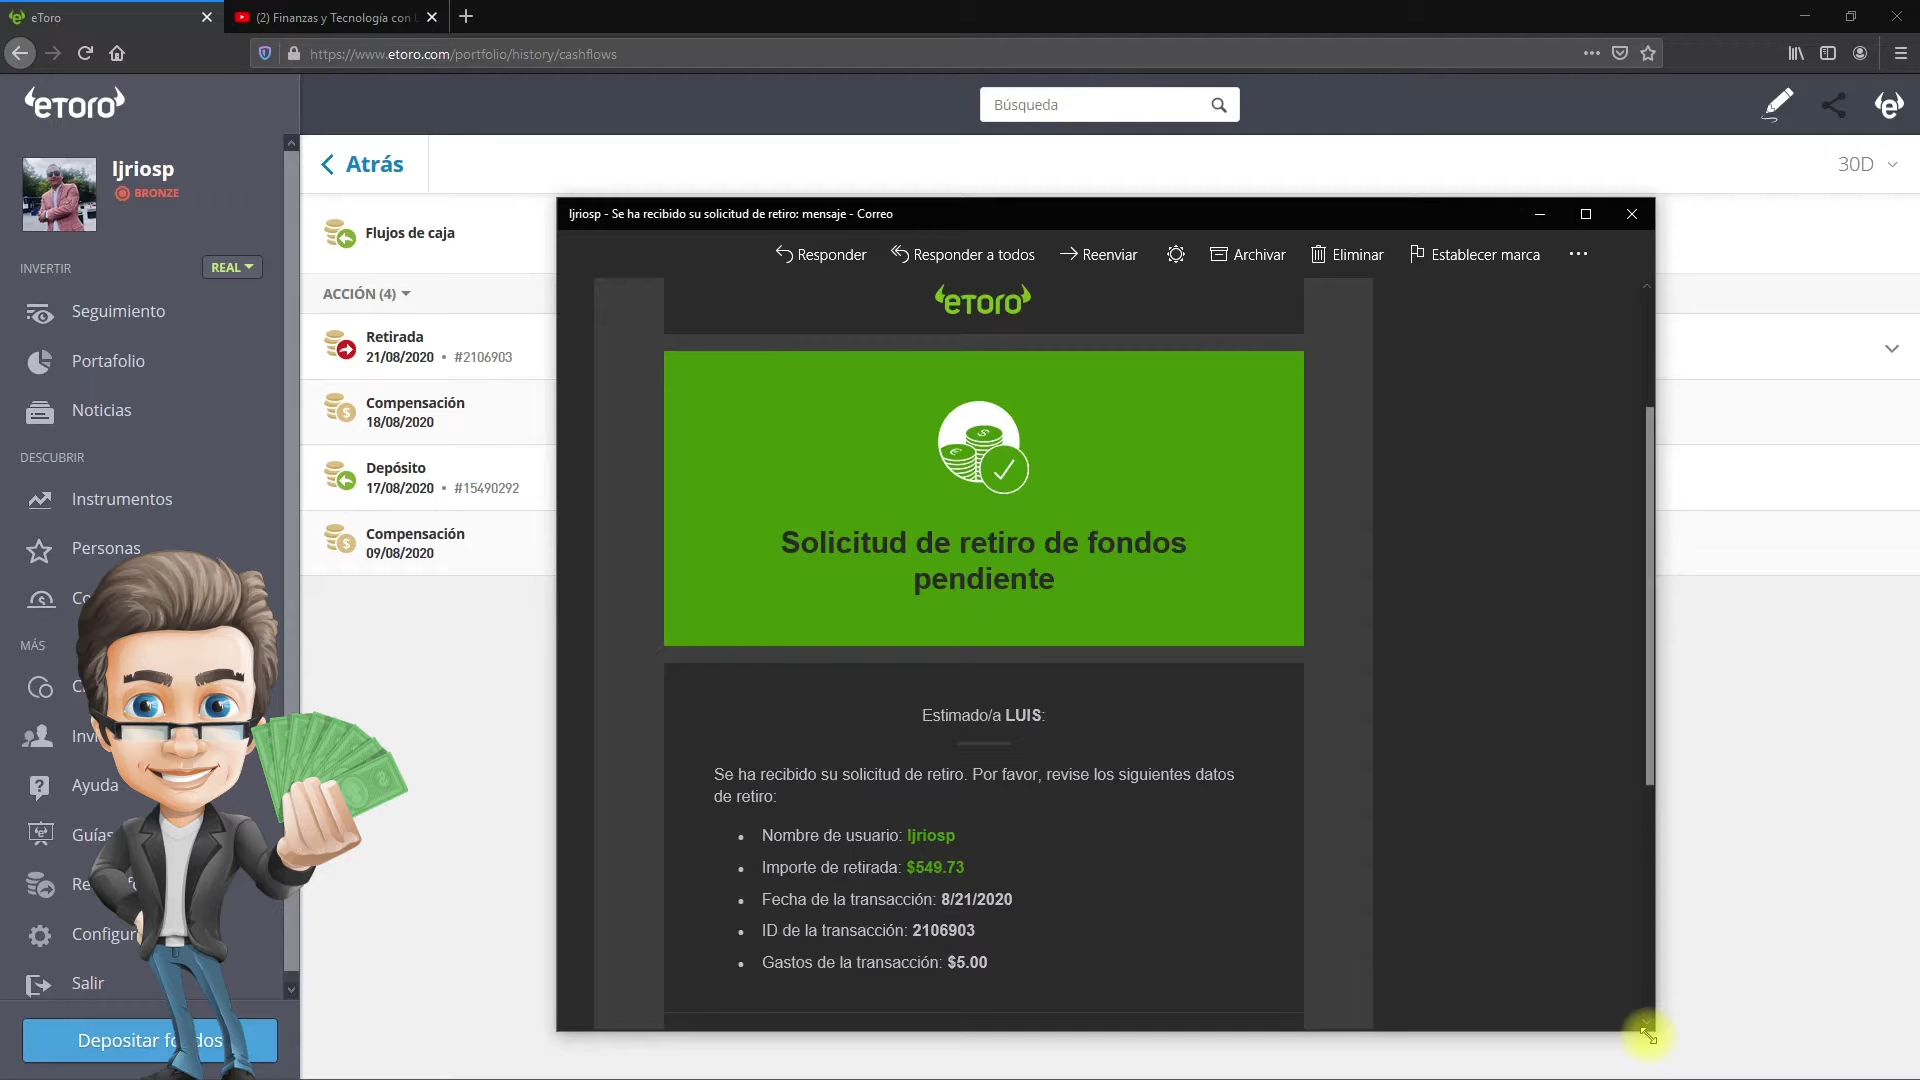 eToro
(2) Finanzas y Tecnología con
https://www.etoro.com/portfolio/history/cashflows
eToro
Búsqueda
ljriosp
BRONZE
Atrás
30D
INVERTIR
REAL
Seguimiento
Portafolio
Noticias
DESCUBRIR
Instrumentos
Personas
MÁS
Ayuda
Guías
Salir
Depositar fondos
Flujos de caja
ACCIÓN (4)
Retirada
21/08/2020 • #2106903
Compensación
18/08/2020
Depósito
17/08/2020 • #15490292
Compensación
09/08/2020
ljriosp - Se ha recibido su solicitud de retiro: mensaje - Correo
Responder
Responder a todos
Reenviar
Archivar
Eliminar
Establecer marca
eToro
Solicitud de retiro de fondos
pendiente
Estimado/a LUIS:
Se ha recibido su solicitud de retiro. Por favor, revise los siguientes datos
de retiro:
• Nombre de usuario: ljriosp
• Importe de retirada: $549.73
• Fecha de la transacción: 8/21/2020
• ID de la transacción: 2106903
• Gastos de la transacción: $5.00